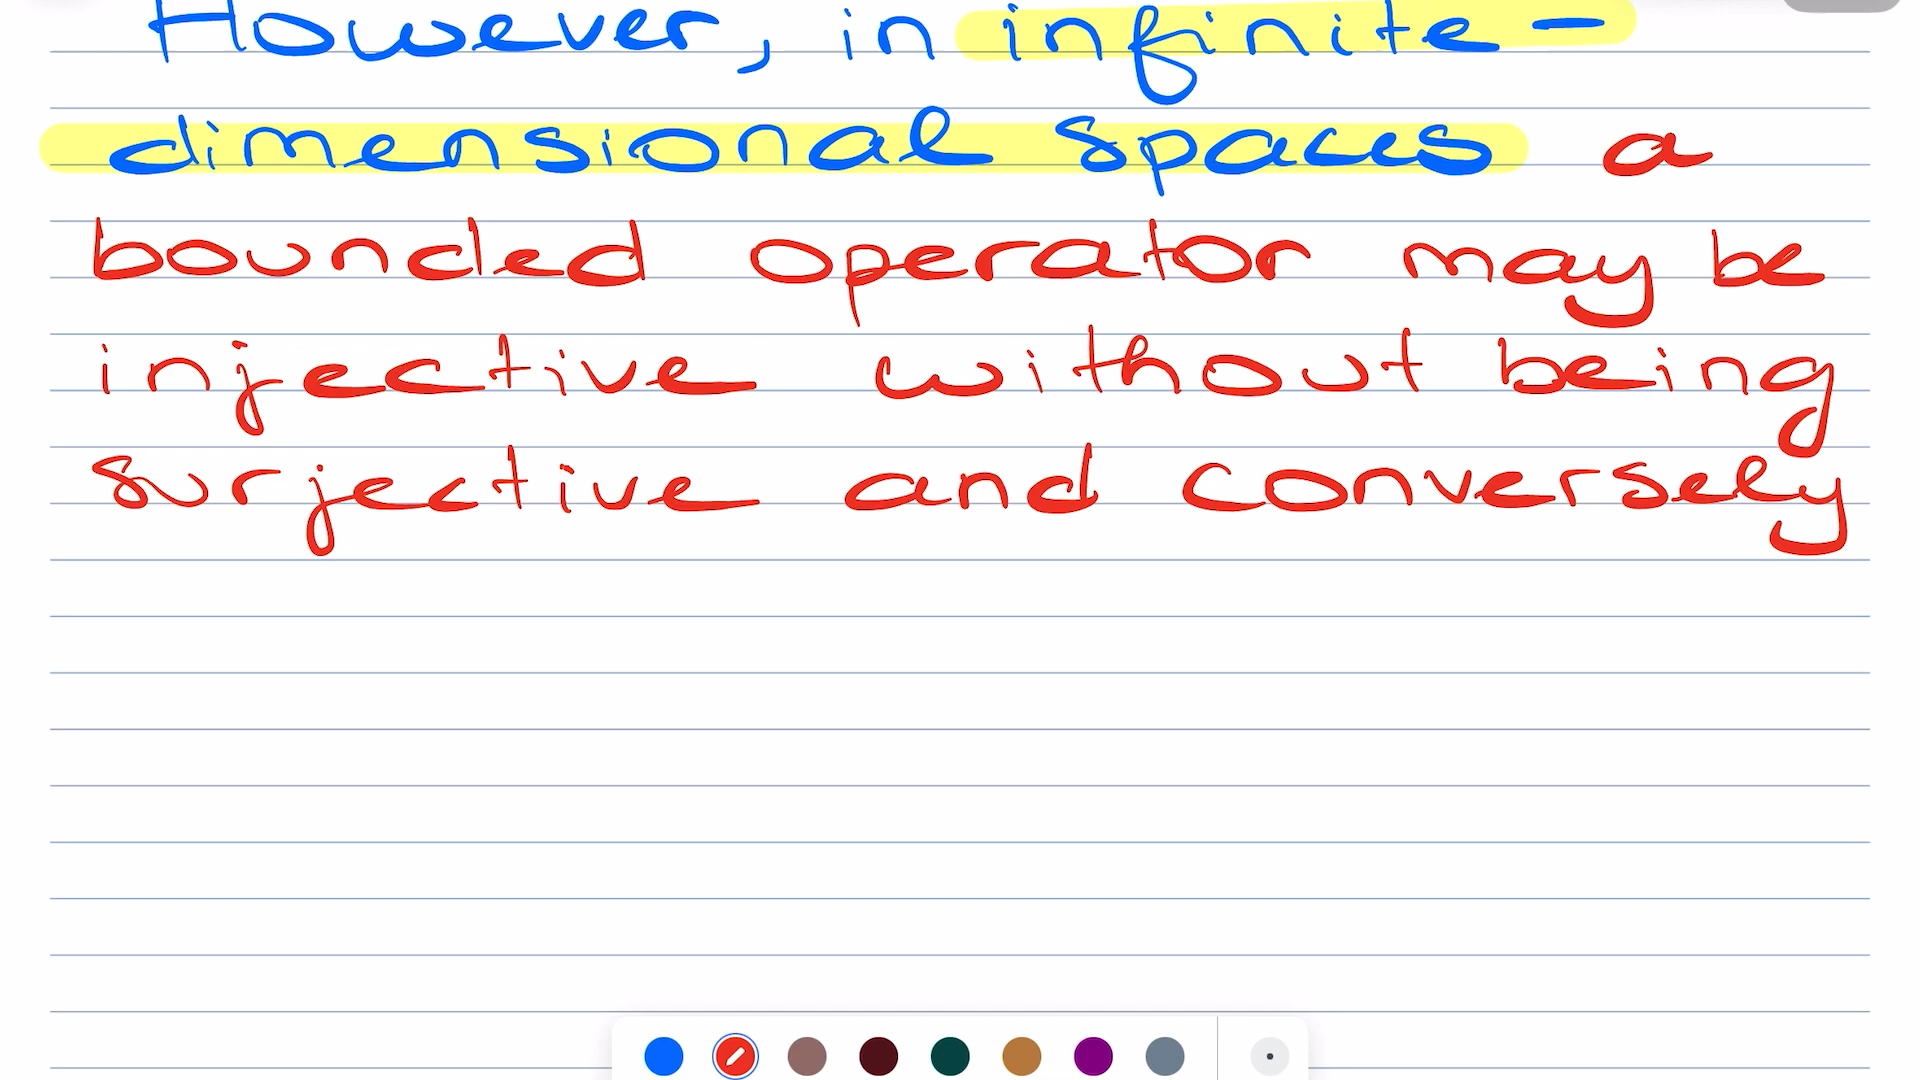 However, in infinite-
dimensional spaces a
bounded operator may be
injective without being
surjective and conversely